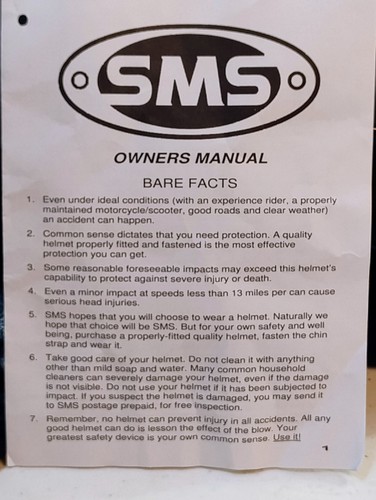 SMS
OWNERS MANUAL
BARE FACTS
1. Even under ideal conditions (with an experience rider, a properly
maintained motorcycle/scooter, good roads and clear weather)
an accident can happen.
2. Common sense dictates that you need protection. A quality
helmet properly fitted and fastened is the most effective
protection you can get.
3. Some reasonable foreseeable impacts may exceed this helmet's
capability to protect against severe injury or death.
4. Even a minor impact at speeds less than 13 miles per can cause
serious head injuries.
5. SMS hopes that you will choose to wear a helmet. Naturally we
hope that choice will be SMS. But for your own safety and well
being, purchase a properly-fitted quality helmet, fasten the chin
strap and wear it.
6. Take good care of your helmet. Do not clean it with anything
other than mild soap and water. Many common household
cleaners can severely damage your helmet, even if the damage
is not visible. Do not use your helmet if it has been subjected to
impact. If you suspect the helmet is damaged, you may send it
to SMS postage prepaid, for free inspection.
7. Remember, no helmet can prevent injury in all accidents. All any
good helmet can do is lesson the effect of the blow. Your
greatest safety device is your own common sense. Use it!